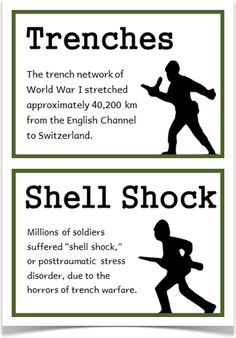 Trenches
The trench network of
World War I stretched
approximately 40,200 km
from the English Channel
to Switzerland.
Shell Shock
Millions of soldiers
suffered "shell shock,"
or posttraumatic stress
disorder, due to the
horrors of trench warfare.